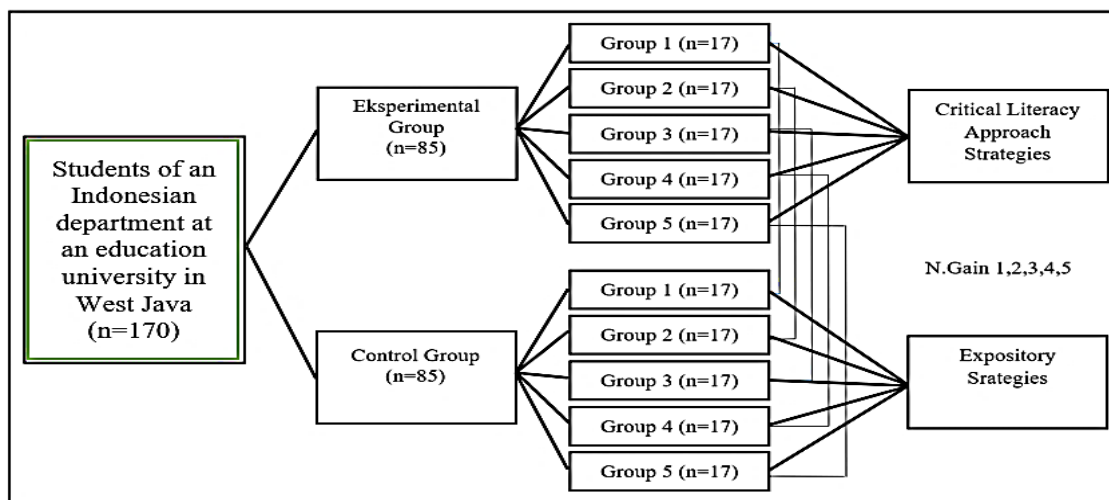 Students of an
Indonesian
department at
an education
university in
West Java
(n=170)
Eksperimental
Group
(n=85)
Control Group
(n=85)
Group 1 (n=17)
Group 2 (n=17)
Group 3 (n=17)
Group 4 (n=17)
Group 5 (n=17)
Group 1 (n=17)
Group 2 (n=17)
Group 3 (n=17)
Group 4 (n=17)
Group 5 (n=17)
Critical Literacy
Approach
Strategies
N.Gain 1,2,3,4,5
Expository
Srategies